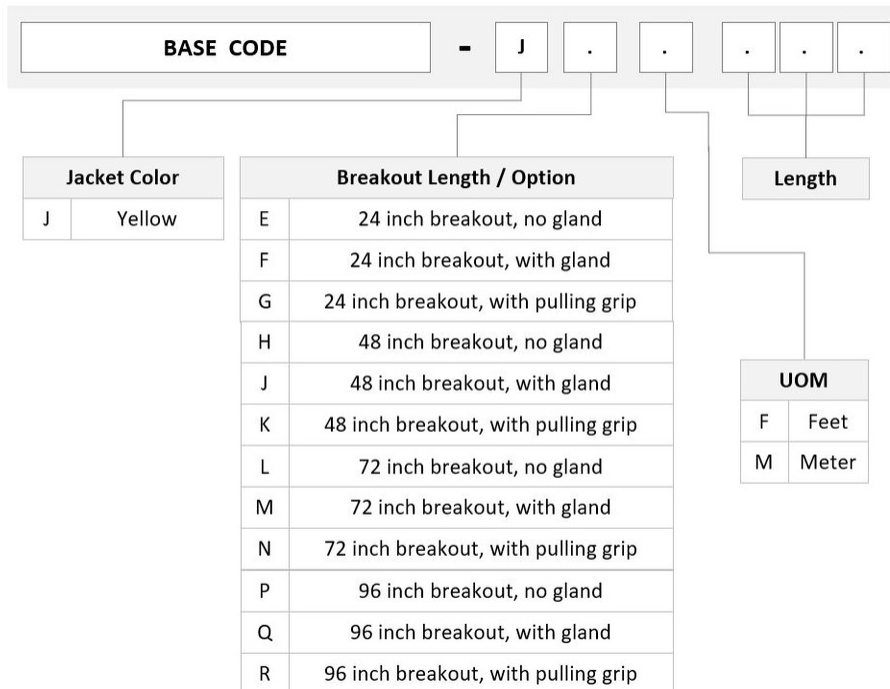 BASE CODE - J . . . . .
Jacket Color
J Yellow
Breakout Length / Option
E 24 inch breakout, no gland
F 24 inch breakout, with gland
G 24 inch breakout, with pulling grip
H 48 inch breakout, no gland
J 48 inch breakout, with gland
K 48 inch breakout, with pulling grip
L 72 inch breakout, no gland
M 72 inch breakout, with gland
N 72 inch breakout, with pulling grip
P 96 inch breakout, no gland
Q 96 inch breakout, with gland
R 96 inch breakout, with pulling grip
Length
UOM
F Feet
M Meter